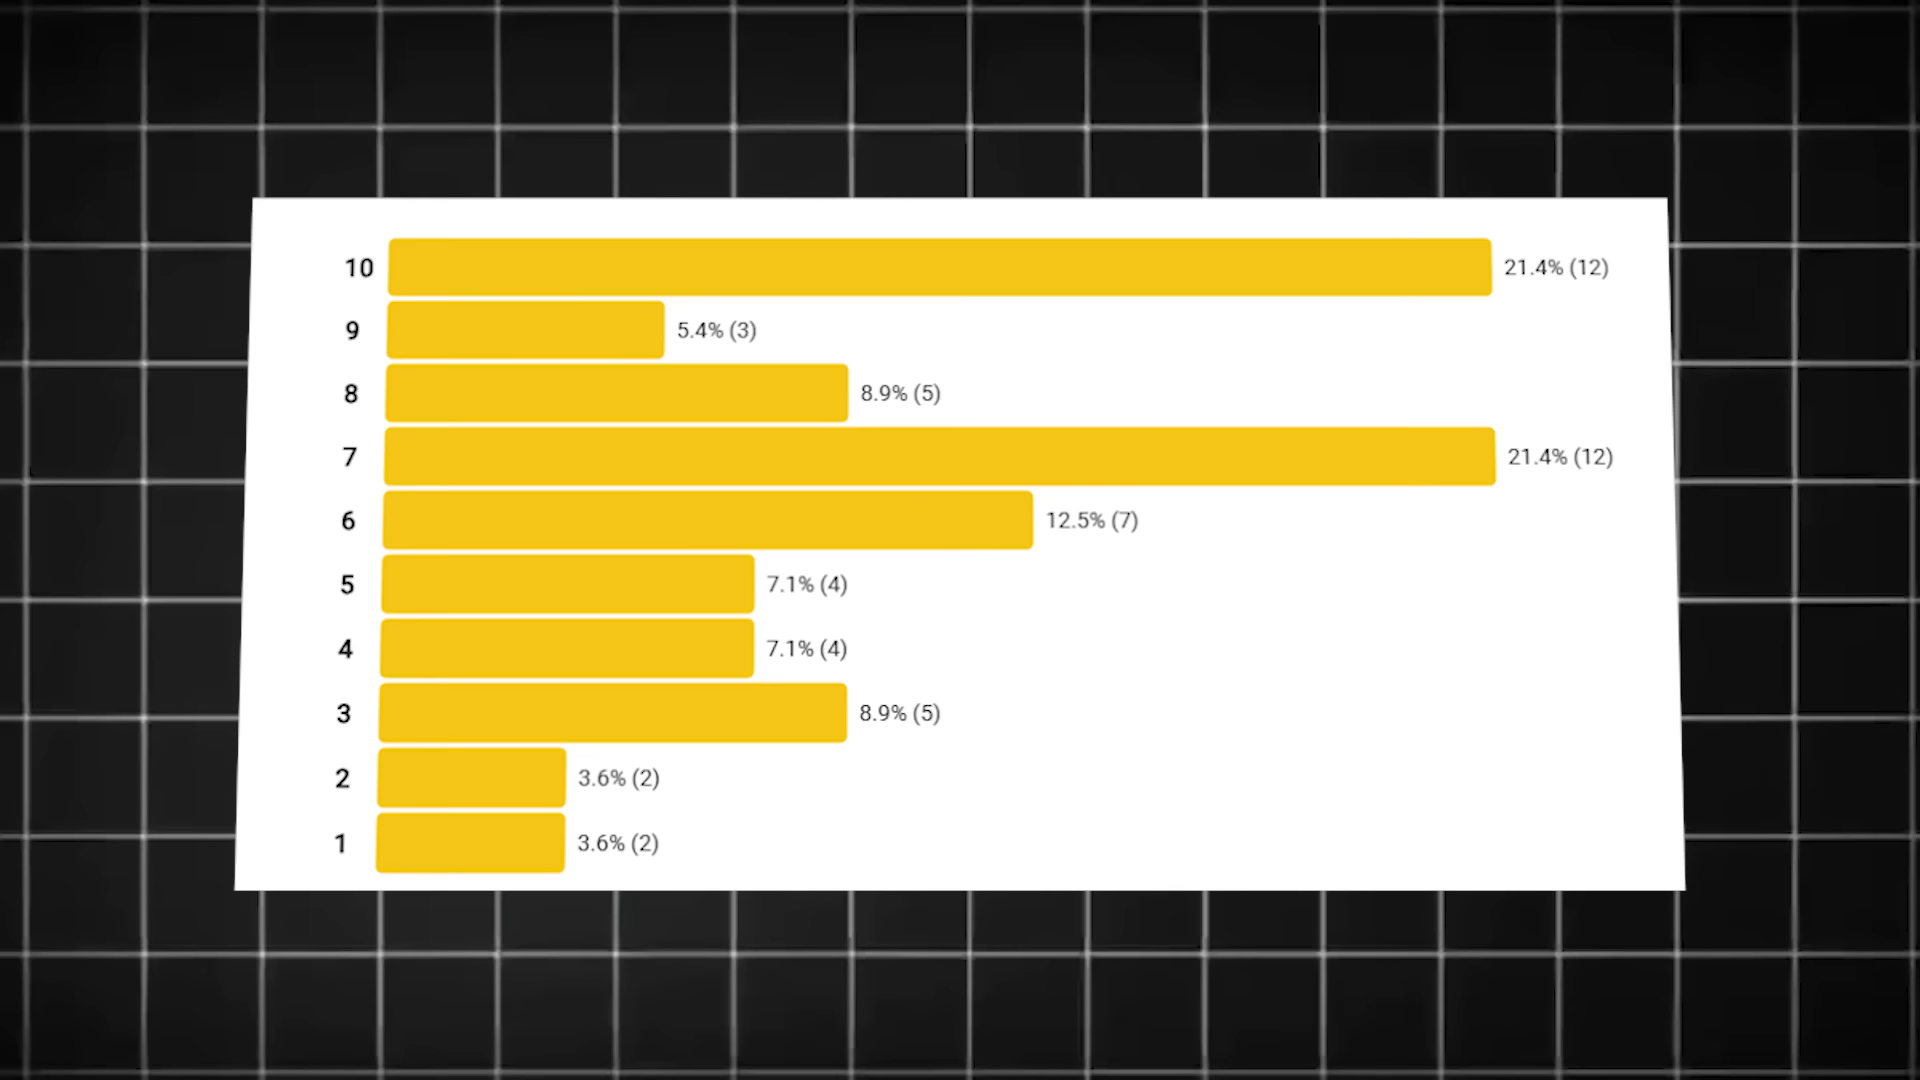 10 21.4% (12)
9 5.4% (3)
8 8.9% (5)
7 21.4% (12)
6 12.5% (7)
5 7.1% (4)
4 7.1% (4)
3 8.9% (5)
2 3.6% (2)
1 3.6% (2)